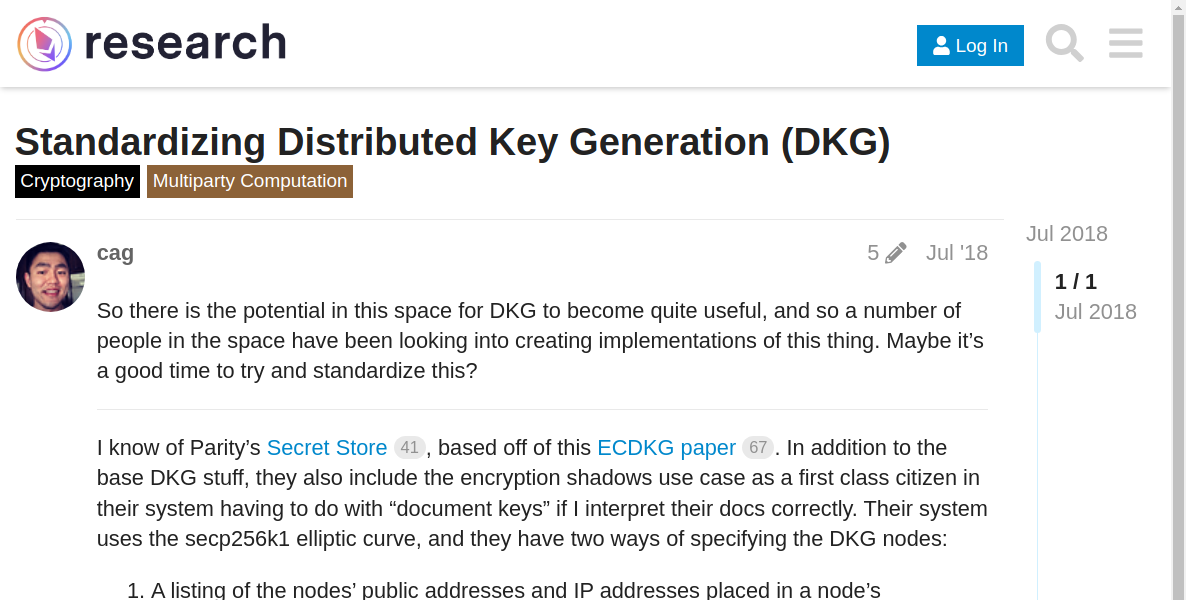 research
Log In
Standardizing Distributed Key Generation (DKG)
Cryptography
Multiparty Computation
cag
5
Jul '18
Jul 2018
1 / 1
Jul 2018
So there is the potential in this space for DKG to become quite useful, and so a number of
people in the space have been looking into creating implementations of this thing. Maybe it’s
a good time to try and standardize this?
I know of Parity’s Secret Store 41 , based off of this ECDKG paper 67 . In addition to the
base DKG stuff, they also include the encryption shadows use case as a first class citizen in
their system having to do with “document keys” if I interpret their docs correctly. Their system
uses the secp256k1 elliptic curve, and they have two ways of specifying the DKG nodes:
1. A listing of the nodes’ public addresses and IP addresses placed in a node’s